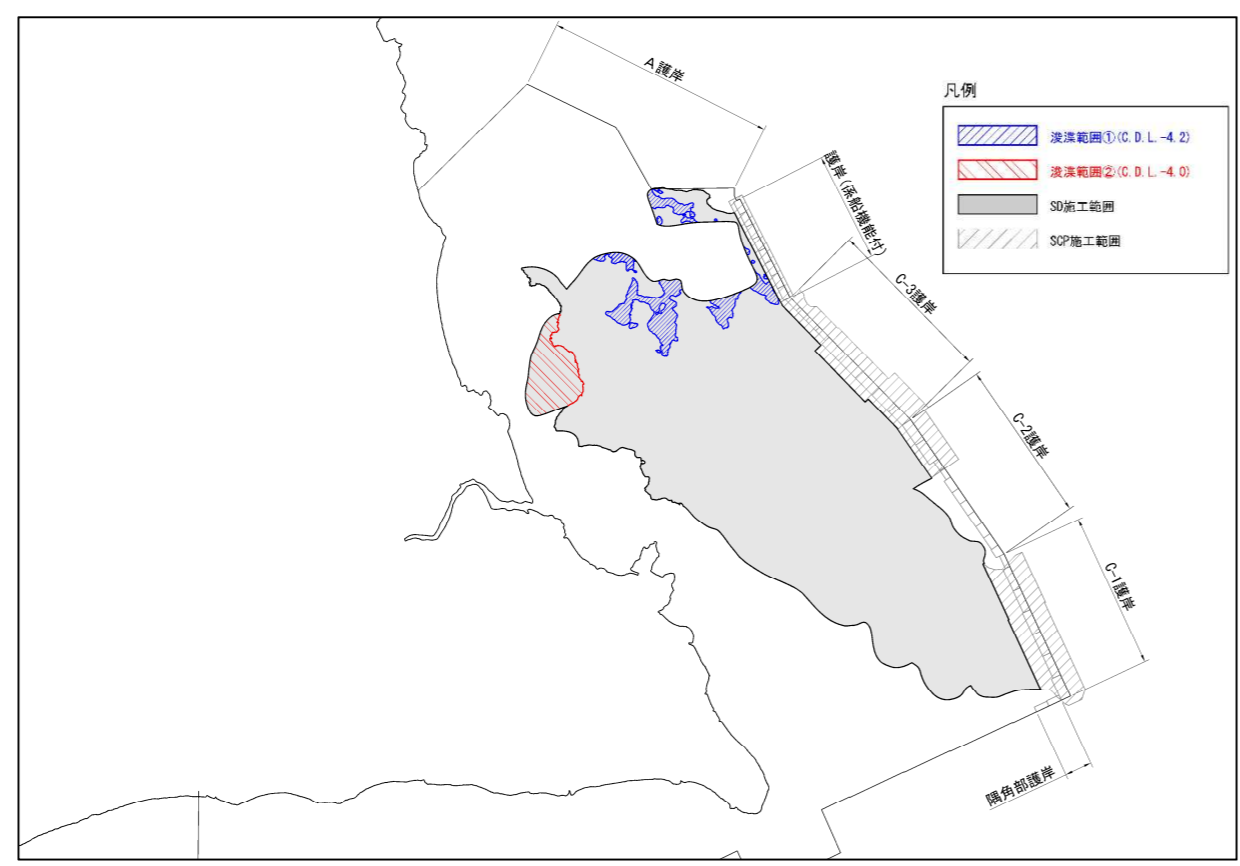 A護岸
凡例
浚渫範囲①(C.D.L.-4.2)
浚渫範囲②(C.D.L.-4.0)
SD施工範囲
SCP施工範囲
護岸(係船機能付)
C-3護岸
C-2護岸
C-1護岸
隅角部護岸